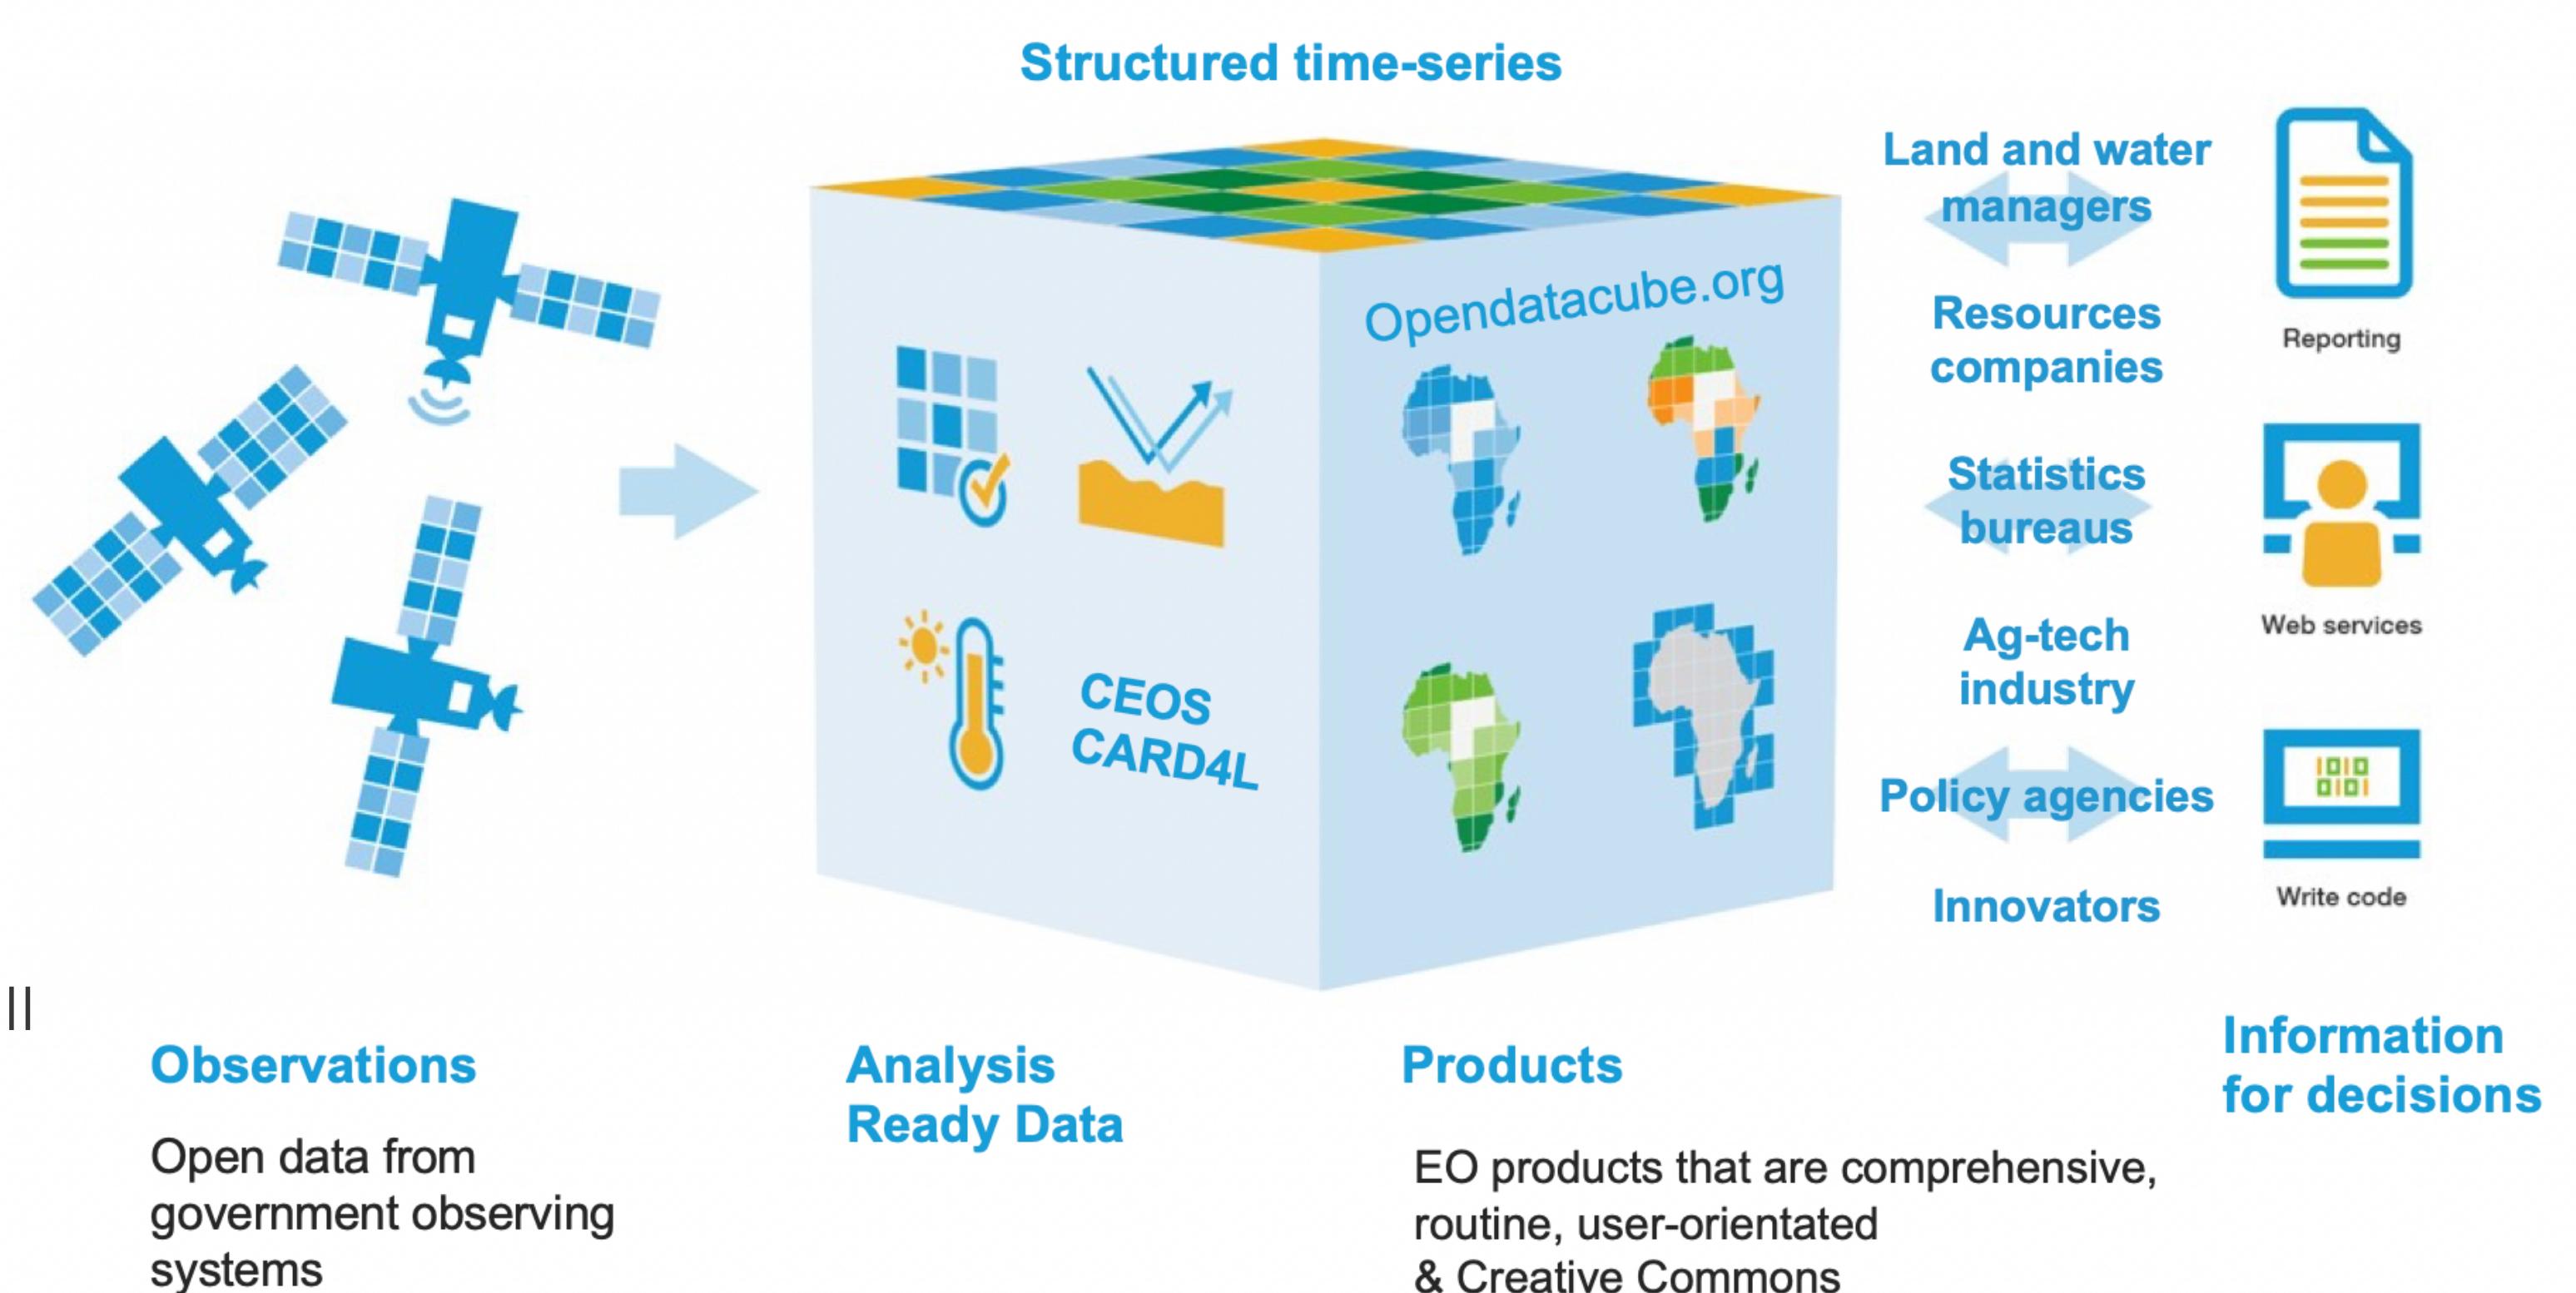 Structured time-series
Opendatacube.org
CEOS
CARD4L
Land and water
managers
Resources
companies
Statistics
bureaus
Ag-tech
industry
Policy agencies
Innovators
Reporting
Web services
1010
0101
Write code
||
Observations
Open data from
government observing
systems
Analysis
Ready Data
Products
EO products that are comprehensive,
routine, user-orientated
& Creative Commons
Information
for decisions